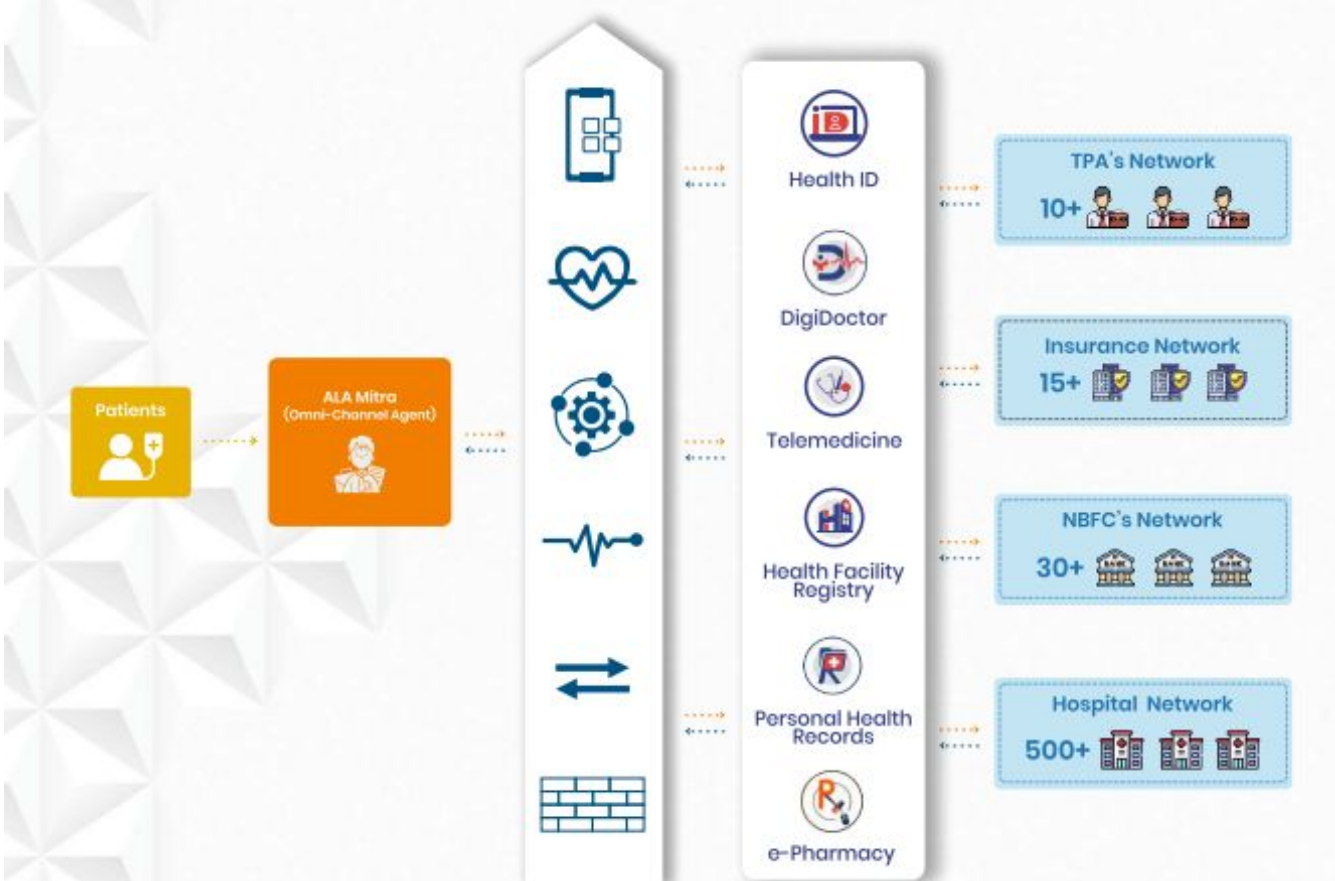 Patients
ALA Mitra
(Omni-Channel Agent)
Health ID
DigiDoctor
Telemedicine
Health Facility
Registry
Personal Health
Records
e-Pharmacy
TPA's Network
10+
Insurance Network
15+
NBFC's Network
30+
Hospital Network
500+